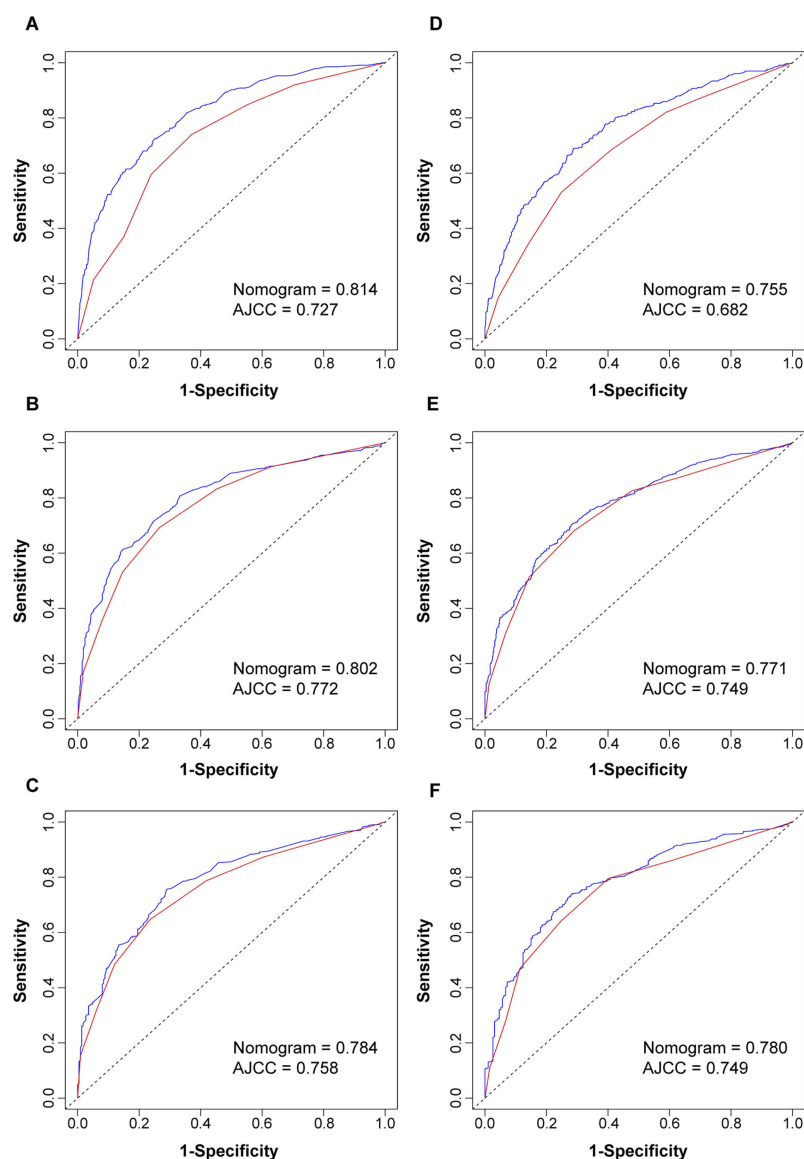 A
Sensitivity
1.0
0.8
0.6
0.4
0.2
0.0
Nomogram = 0.814
AJCC = 0.727
0.0 0.2 0.4 0.6 0.8 1.0
1-Specificity
D
Sensitivity
1.0
0.8
0.6
0.4
0.2
0.0
Nomogram = 0.755
AJCC = 0.682
0.0 0.2 0.4 0.6 0.8 1.0
1-Specificity
B
Sensitivity
1.0
0.8
0.6
0.4
0.2
0.0
Nomogram = 0.802
AJCC = 0.772
0.0 0.2 0.4 0.6 0.8 1.0
1-Specificity
E
Sensitivity
1.0
0.8
0.6
0.4
0.2
0.0
Nomogram = 0.771
AJCC = 0.749
0.0 0.2 0.4 0.6 0.8 1.0
1-Specificity
C
Sensitivity
1.0
0.8
0.6
0.4
0.2
0.0
Nomogram = 0.784
AJCC = 0.758
0.0 0.2 0.4 0.6 0.8 1.0
1-Specificity
F
Sensitivity
1.0
0.8
0.6
0.4
0.2
0.0
Nomogram = 0.780
AJCC = 0.749
0.0 0.2 0.4 0.6 0.8 1.0
1-Specificity